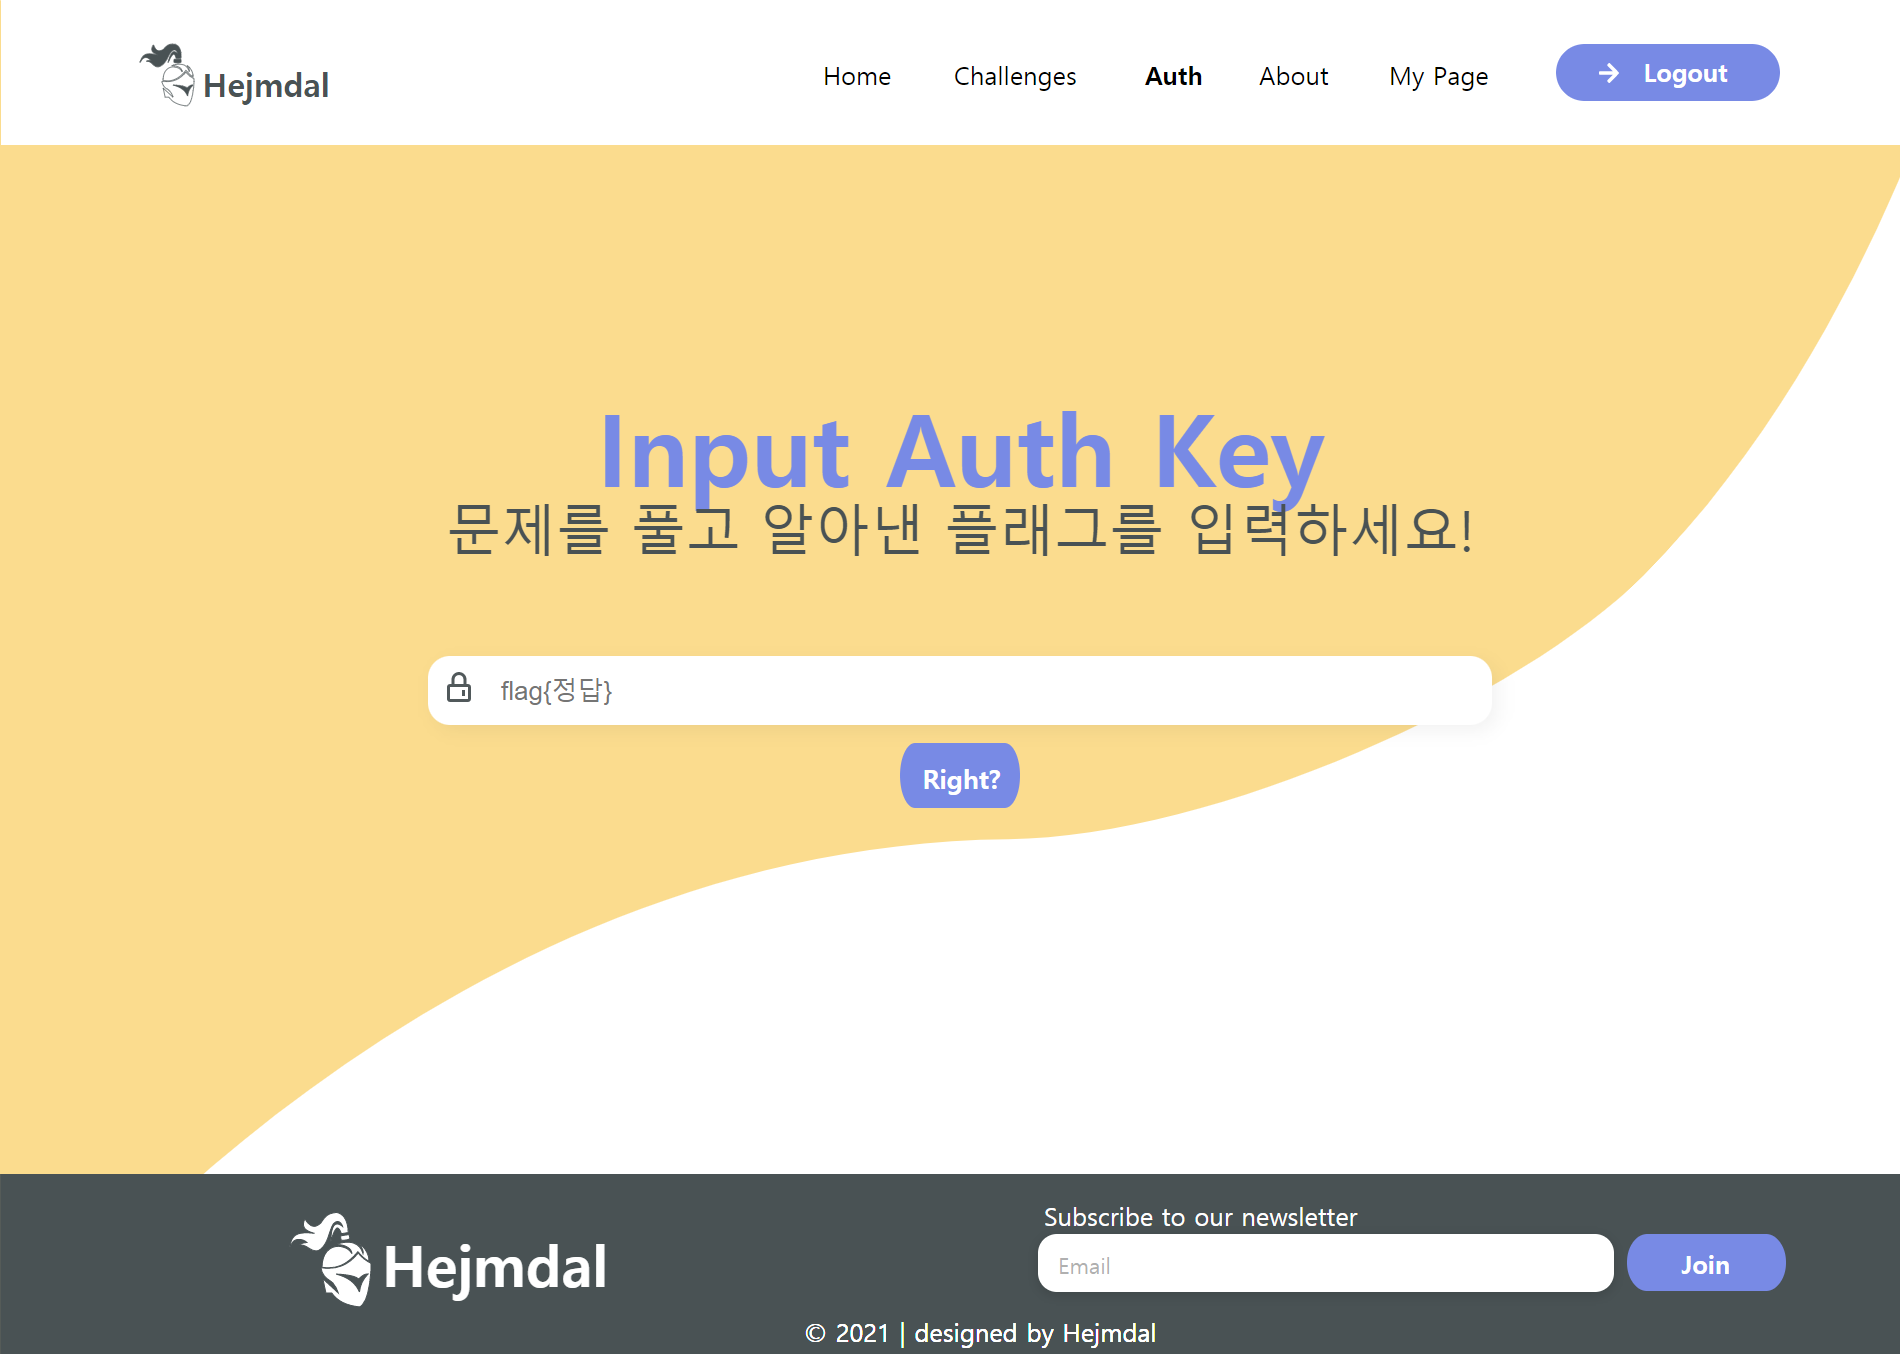 Hejmdal
Home Challenges Auth About My Page Logout
Input Auth Key
문제를 풀고 알아낸 플래그를 입력하세요!
flag{정답}
Right?
Hejmdal
Subscribe to our newsletter
Email
Join
© 2021 | designed by Hejmdal